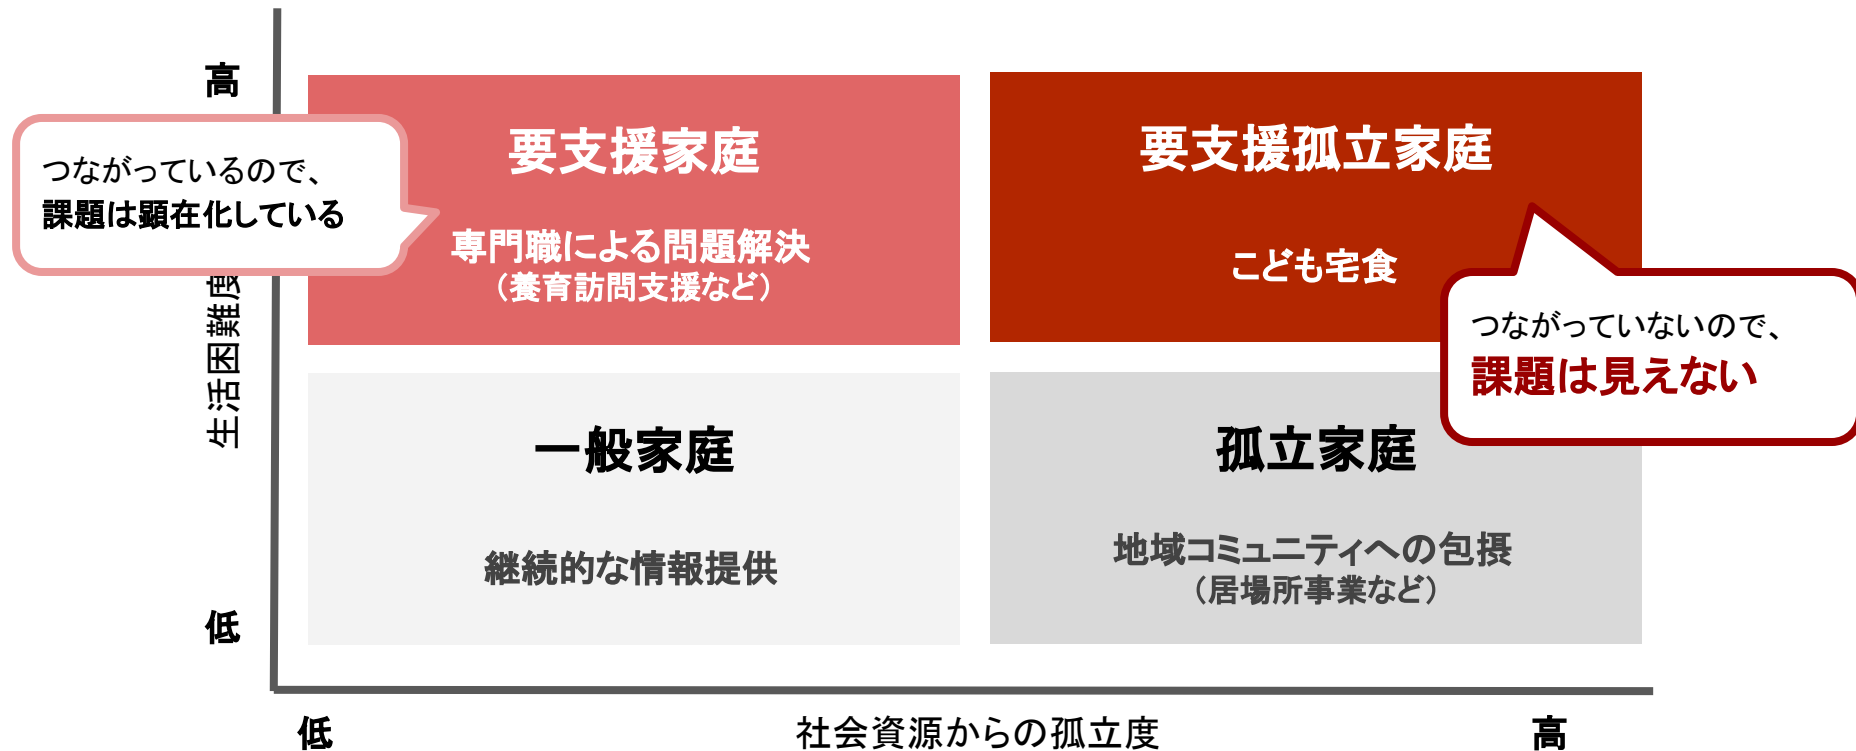 高
つながっているので、
課題は顕在化している
生活困難度
低
要支援家庭
専門職による問題解決
（養育訪問支援など）
要支援孤立家庭
こども宅食
つながっていないので、
課題は見えない
一般家庭
継続的な情報提供
孤立家庭
地域コミュニティへの包摂
（居場所事業など）
低
社会資源からの孤立度
高